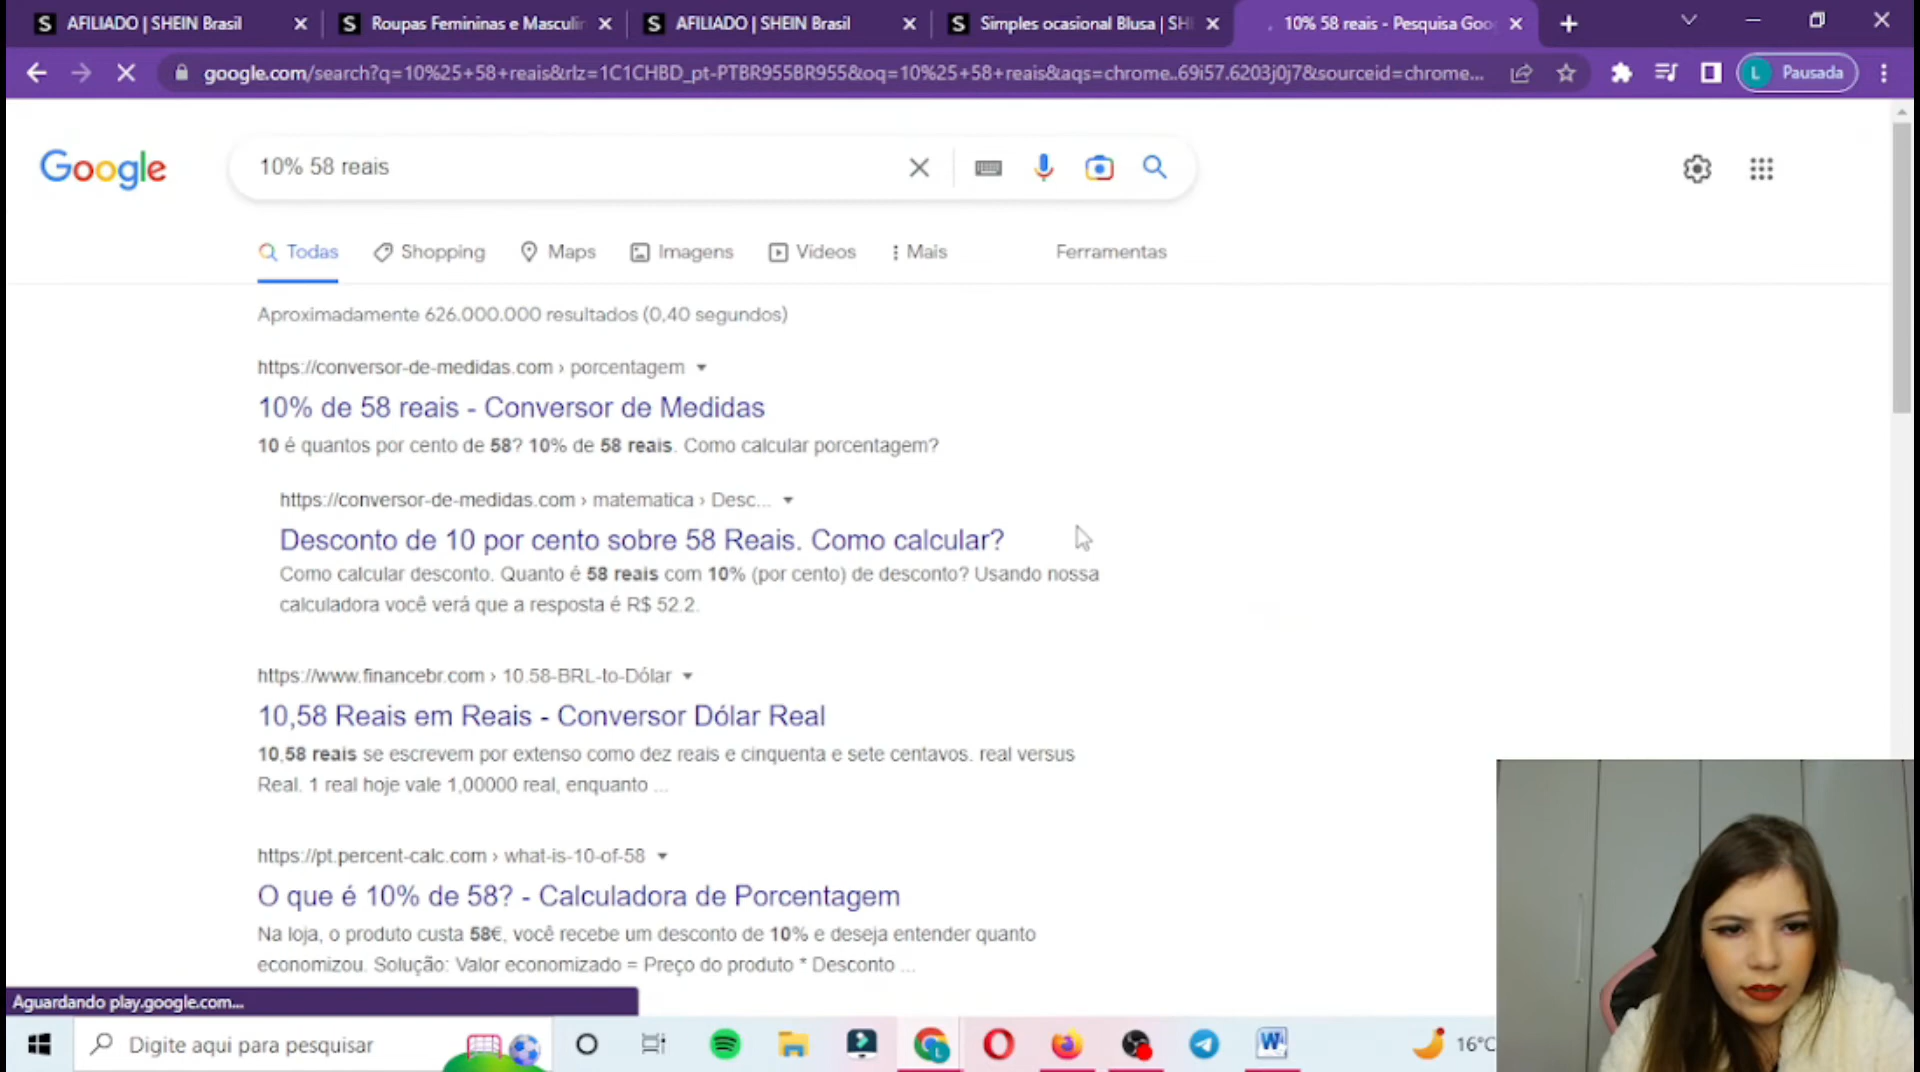 S AFILIADO | SHEIN Brasil
S Roupas Femininas e Masculin
S AFILIADO | SHEIN Brasil
S Simples ocasional Blusa | SHE
10% 58 reais - Pesquisa Goo
google.com/search?q=10%25+58+reais&rlz=1C1CHBD_pt-PTBR955BR955&oq=10%25+58+reais&aqs=chrome..69i57.6203j0j7&sourceid=chrome...
L Pausada
Google
10% 58 reais
Todas
Shopping
Maps
Imagens
Vídeos
Mais
Ferramentas
Aproximadamente 626.000.000 resultados (0,40 segundos)
https://conversor-de-medidas.com › porcentagem
10% de 58 reais - Conversor de Medidas
10 é quantos por cento de 58? 10% de 58 reais. Como calcular porcentagem?
https://conversor-de-medidas.com › matematica › Desc...
Desconto de 10 por cento sobre 58 Reais. Como calcular?
Como calcular desconto. Quanto é 58 reais com 10% (por cento) de desconto? Usando nossa
calculadora você verá que a resposta é R$ 52.2.
https://www.financebr.com › 10.58-BRL-to-Dólar
10,58 Reais em Reais - Conversor Dólar Real
10,58 reais se escrevem por extenso como dez reais e cinquenta e sete centavos. real versus
Real. 1 real hoje vale 1,00000 real, enquanto ...
https://pt.percent-calc.com › what-is-10-of-58
O que é 10% de 58? - Calculadora de Porcentagem
Na loja, o produto custa 58€, você recebe um desconto de 10% e deseja entender quanto
economizou. Solução: Valor economizado = Preço do produto * Desconto ...
Aguardando play.google.com...
Digite aqui para pesquisar
L
W
16°C